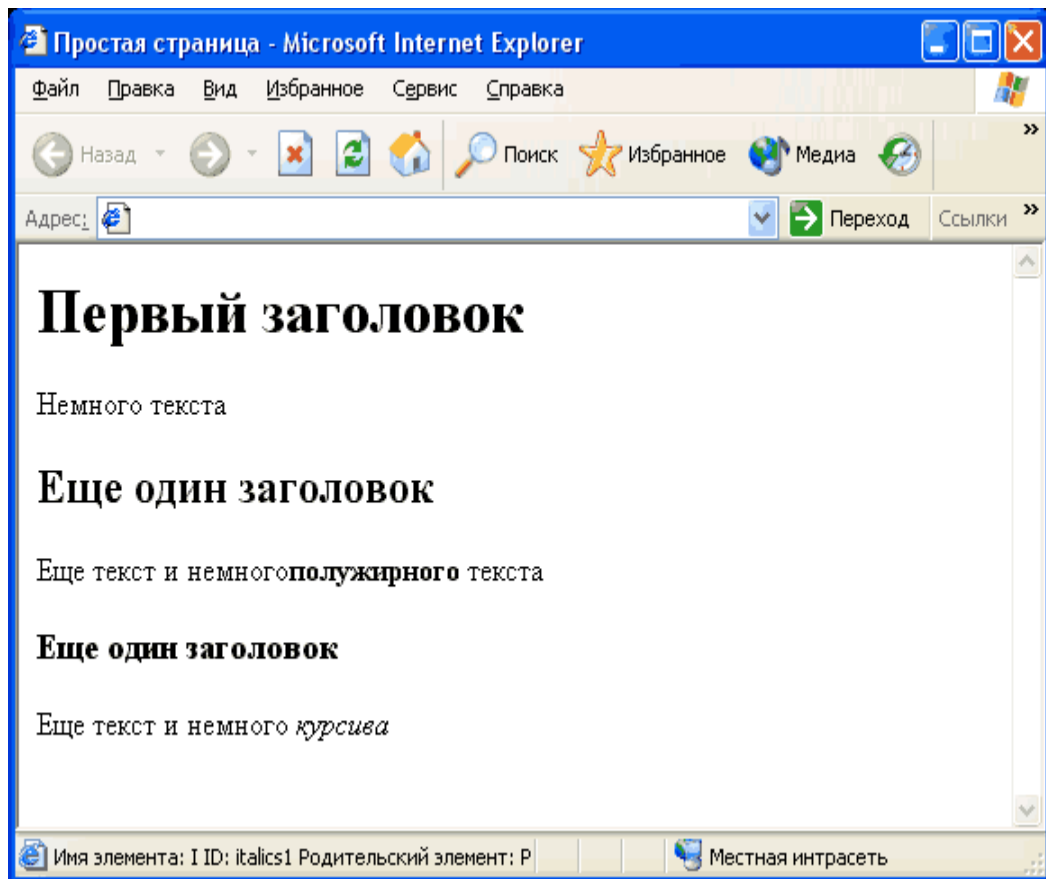 Простая страница - Microsoft Internet Explorer
Файл Правка Вид Избранное Сервис Справка
Назад Поиск Избранное Медиа »
Адрес: Переход Ссылки »
Первый заголовок
Немного текста
Еще один заголовок
Еще текст и немногополужирного текста
Еще один заголовок
Еще текст и немного курсива
Имя элемента: I ID: italics1 Родительский элемент: P Местная интрасеть